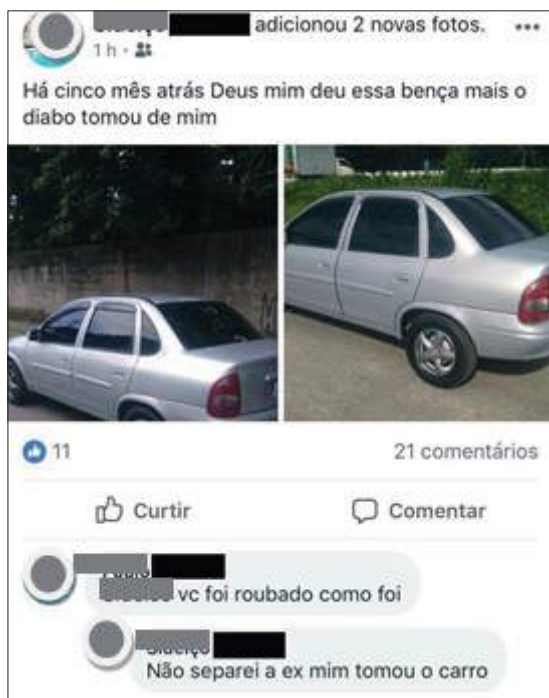 adicionou 2 novas fotos.
1 h
Há cinco mês atrás Deus mim deu essa bença mais o
diabo tomou de mim
11
21 comentários
Curtir
Comentar
vc foi roubado como foi
Não separei a ex mim tomou o carro